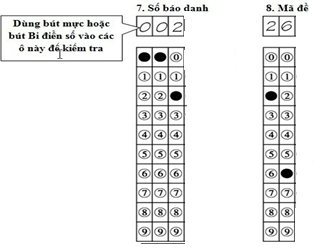 7. Số báo danh
8. Mã đề
Dùng bút mực hoặc
bút Bi điền số vào các
ô này để kiểm tra
0 0 2
2 6
● ● ⓪
① ① ①
② ② ●
③ ③ ③
④ ④ ④
⑤ ⑤ ⑤
⑥ ⑥ ⑥
⑦ ⑦ ⑦
⑧ ⑧ ⑧
⑨ ⑨ ⑨
⓪ ⓪
① ①
● ②
③ ③
④ ④
⑤ ⑤
⑥ ●
⑦ ⑦
⑧ ⑧
⑨ ⑨